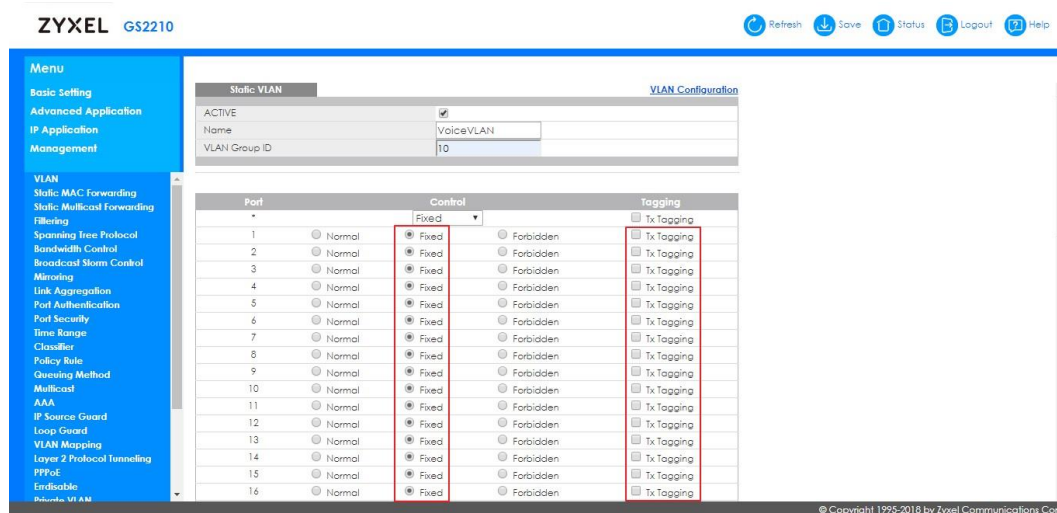 ZYXEL GS2210
Refresh Save Status Logout Help
Menu
Basic Setting
Advanced Application
IP Application
Management
VLAN
Static MAC Forwarding
Static Multicast Forwarding
Filtering
Spanning Tree Protocol
Bandwidth Control
Broadcast Storm Control
Mirroring
Link Aggregation
Port Authentication
Port Security
Time Range
Classifier
Policy Rule
Queuing Method
Multicast
AAA
IP Source Guard
Loop Guard
VLAN Mapping
Layer 2 Protocol Tunneling
PPPoE
Errdisable
Private VLAN
Static VLAN VLAN Configuration
ACTIVE
Name VoiceVLAN
VLAN Group ID 10
Port Control Tagging
* Fixed Tx Tagging
1 Normal Fixed Forbidden Tx Tagging
2 Normal Fixed Forbidden Tx Tagging
3 Normal Fixed Forbidden Tx Tagging
4 Normal Fixed Forbidden Tx Tagging
5 Normal Fixed Forbidden Tx Tagging
6 Normal Fixed Forbidden Tx Tagging
7 Normal Fixed Forbidden Tx Tagging
8 Normal Fixed Forbidden Tx Tagging
9 Normal Fixed Forbidden Tx Tagging
10 Normal Fixed Forbidden Tx Tagging
11 Normal Fixed Forbidden Tx Tagging
12 Normal Fixed Forbidden Tx Tagging
13 Normal Fixed Forbidden Tx Tagging
14 Normal Fixed Forbidden Tx Tagging
15 Normal Fixed Forbidden Tx Tagging
16 Normal Fixed Forbidden Tx Tagging
© Copyright 1995-2018 by Zyxel Communications Co